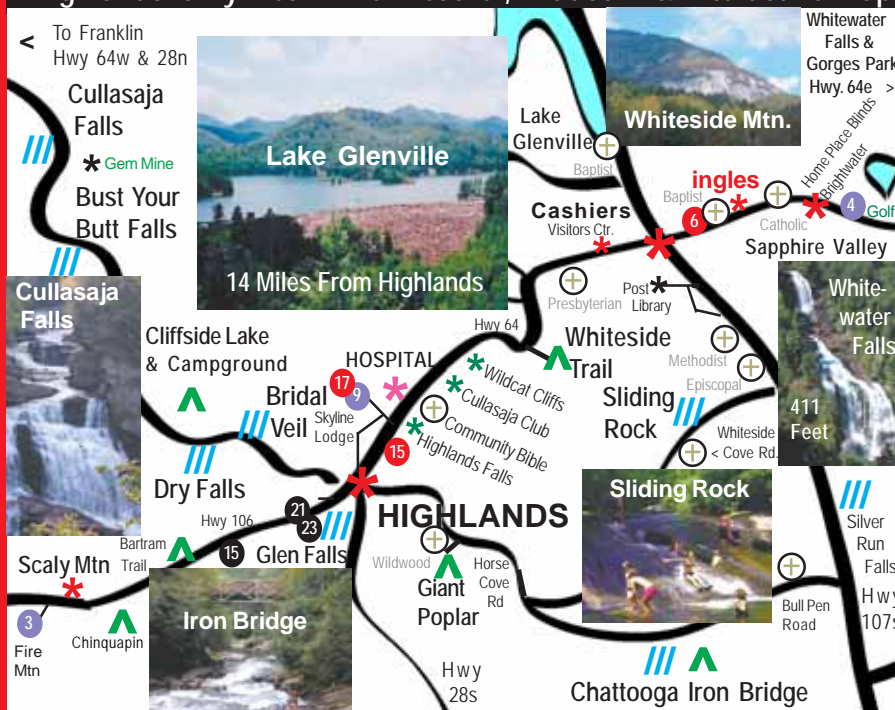 < To Franklin
Hwy 64w & 28n
Cullasaja
Falls
Gem Mine
Bust Your
Butt Falls
Lake Glenville
14 Miles From Highlands
Lake
Glenville
Baptist
Whiteside Mtn.
Whitewater
Falls &
Gorges Park
Hwy. 64e >
Home Place Blinds
Brightwater
ingles
Baptist
6
Catholic
4
Golf
Cashiers
Visitors Ctr.
Sapphire Valley
Presbyterian
Post
Library
Methodist
Episcopal
White-
water
Falls
411
Feet
Cullasaja
Falls
Cliffside Lake
& Campground
HOSPITAL
Hwy 64
Whiteside
Trail
17
9
Bridal
Veil
Skyline
Lodge
Wildcat Cliffs
Cullasaja Club
Community Bible
Highlands Falls
15
Sliding
Rock
Whiteside
< Cove Rd.
Dry Falls
HIGHLANDS
Sliding Rock
Hwy 106
21
23
15
Glen Falls
Bartram
Trail
Scaly Mtn
3
Fire
Mtn
Chinquapin
Iron Bridge
Wildwood
Giant
Poplar
Horse
Cove
Rd
Hwy
28s
Silver
Run
Falls
Hwy
107s
Bull Pen
Road
Chattooga Iron Bridge